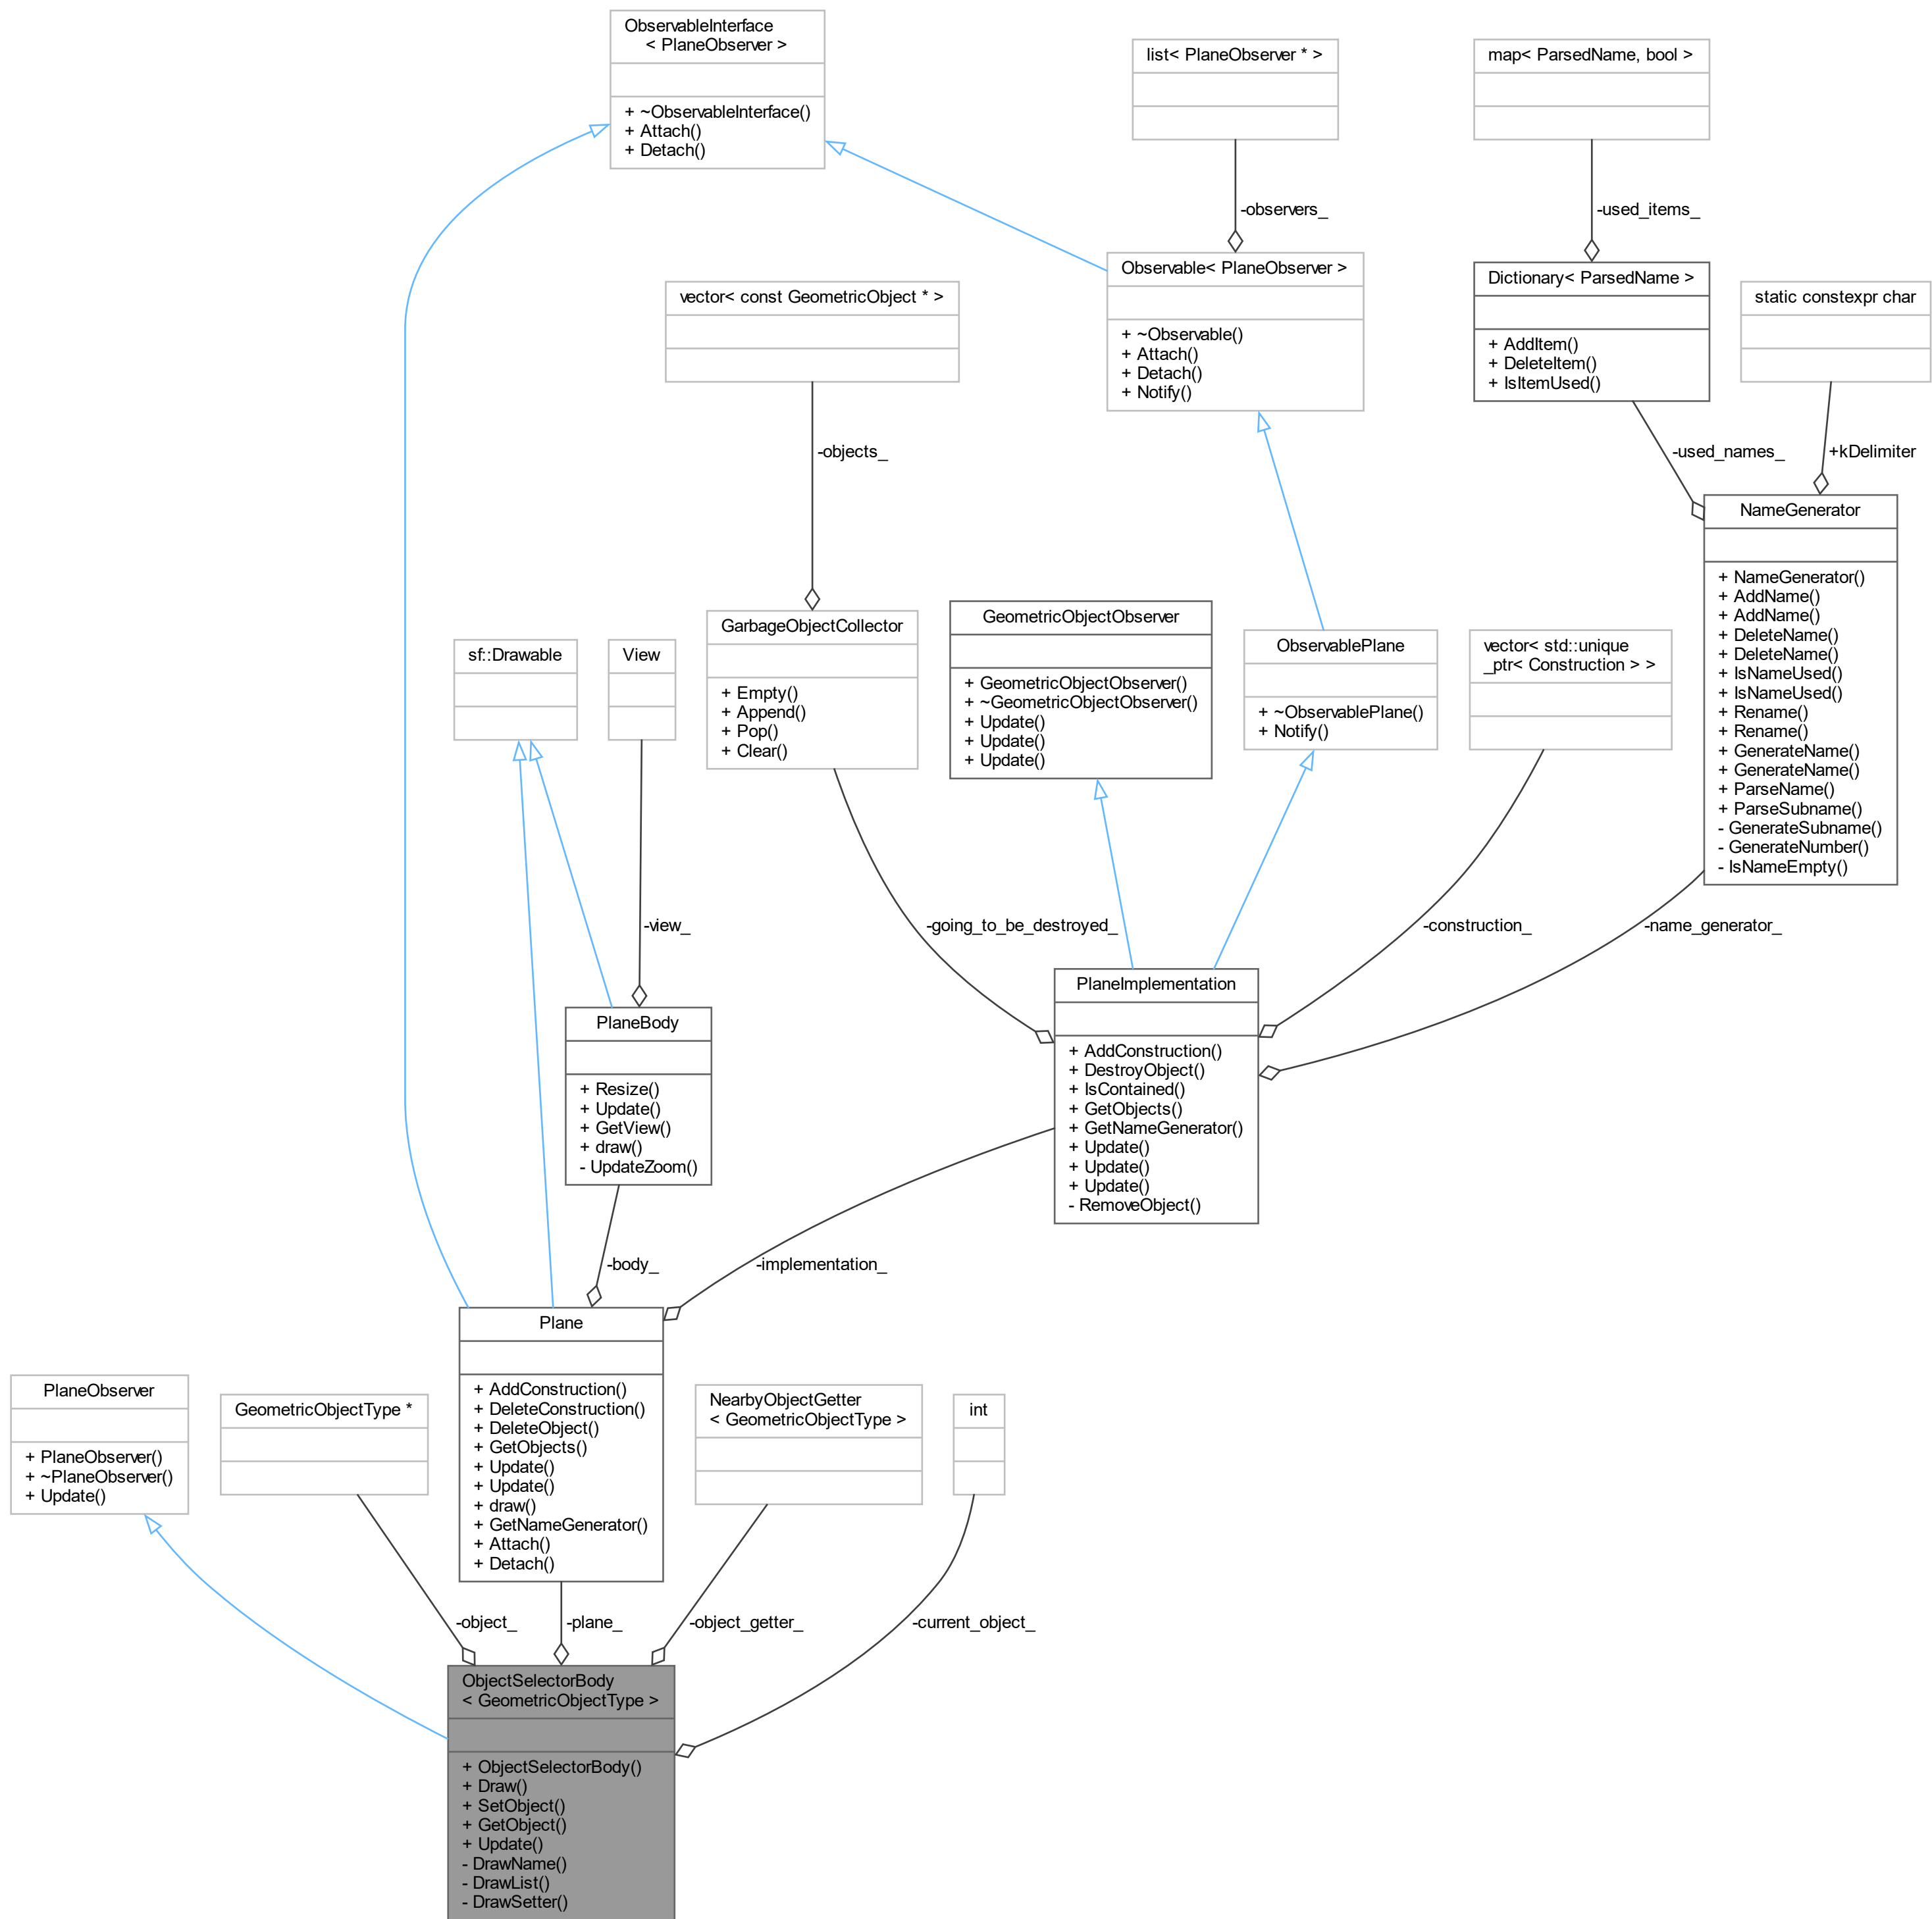 ObservableInterface
< PlaneObserver >
+ ~ObservableInterface()
+ Attach()
+ Detach()
list< PlaneObserver * >
map< ParsedName, bool >
-observers_
-used_items_
Observable< PlaneObserver >
+ ~Observable()
+ Attach()
+ Detach()
+ Notify()
Dictionary< ParsedName >
+ AddItem()
+ DeleteItem()
+ IsItemUsed()
vector< const GeometricObject * >
static constexpr char
-objects_
-used_names_
+kDelimiter
NameGenerator
+ NameGenerator()
+ AddName()
+ AddName()
+ DeleteName()
+ DeleteName()
+ IsNameUsed()
+ IsNameUsed()
+ Rename()
+ Rename()
+ GenerateName()
+ GenerateName()
+ ParseName()
+ ParseSubname()
- GenerateSubname()
- GenerateNumber()
- IsNameEmpty()
sf::Drawable
View
GarbageObjectCollector
+ Empty()
+ Append()
+ Pop()
+ Clear()
GeometricObjectObserver
+ GeometricObjectObserver()
+ ~GeometricObjectObserver()
+ Update()
+ Update()
+ Update()
ObservablePlane
+ ~ObservablePlane()
+ Notify()
vector< std::unique
_ptr< Construction > >
-view_
-going_to_be_destroyed_
-construction_
-name_generator_
PlaneBody
+ Resize()
+ Update()
+ GetView()
+ draw()
- UpdateZoom()
PlaneImplementation
+ AddConstruction()
+ DestroyObject()
+ IsContained()
+ GetObjects()
+ GetNameGenerator()
+ Update()
+ Update()
+ Update()
- RemoveObject()
-body_
-implementation_
PlaneObserver
+ PlaneObserver()
+ ~PlaneObserver()
+ Update()
GeometricObjectType *
Plane
+ AddConstruction()
+ DeleteConstruction()
+ DeleteObject()
+ GetObjects()
+ Update()
+ Update()
+ draw()
+ GetNameGenerator()
+ Attach()
+ Detach()
NearbyObjectGetter
< GeometricObjectType >
int
-object_
-plane_
-object_getter_
-current_object_
ObjectSelectorBody
< GeometricObjectType >
+ ObjectSelectorBody()
+ Draw()
+ SetObject()
+ GetObject()
+ Update()
- DrawName()
- DrawList()
- DrawSetter()